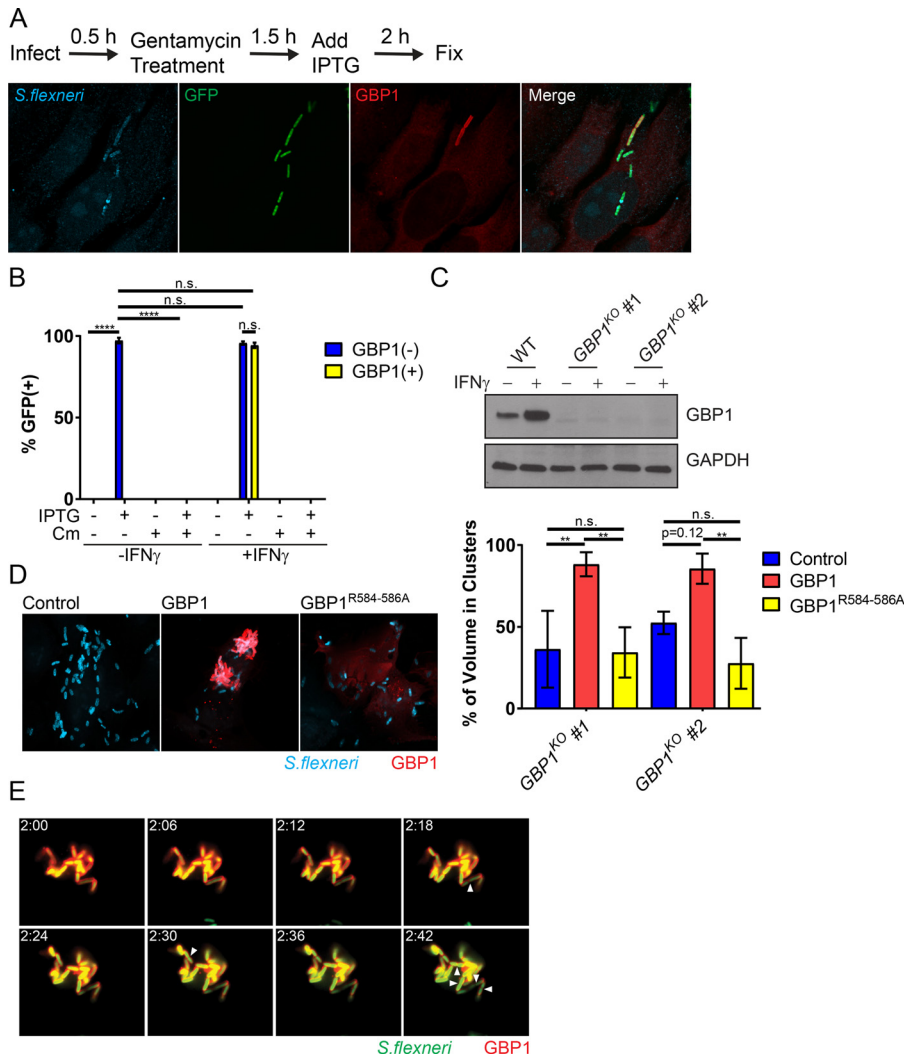 A
Infect 0.5 h Gentamycin Treatment 1.5 h Add IPTG 2 h Fix
S.flexneri GFP GBP1 Merge
B
n.s.
n.s.
****
**** n.s.
100
50
0
% GFP(+)
GBP1(-)
GBP1(+)
IPTG - + - + - + - +
Cm - - + + - - + +
-IFNγ +IFNγ
C
WT GBP1KO #1 GBP1KO #2
IFNγ − + − + − +
GBP1
GAPDH
n.s. n.s.
** ** p=0.12 **
100
50
0
% of Volume in Clusters
Control
GBP1
GBP1R584-586A
GBP1KO #1 GBP1KO #2
D
Control GBP1 GBP1R584-586A
S.flexneri GBP1
E
2:00 2:06 2:12 2:18
2:24 2:30 2:36 2:42
S.flexneri GBP1